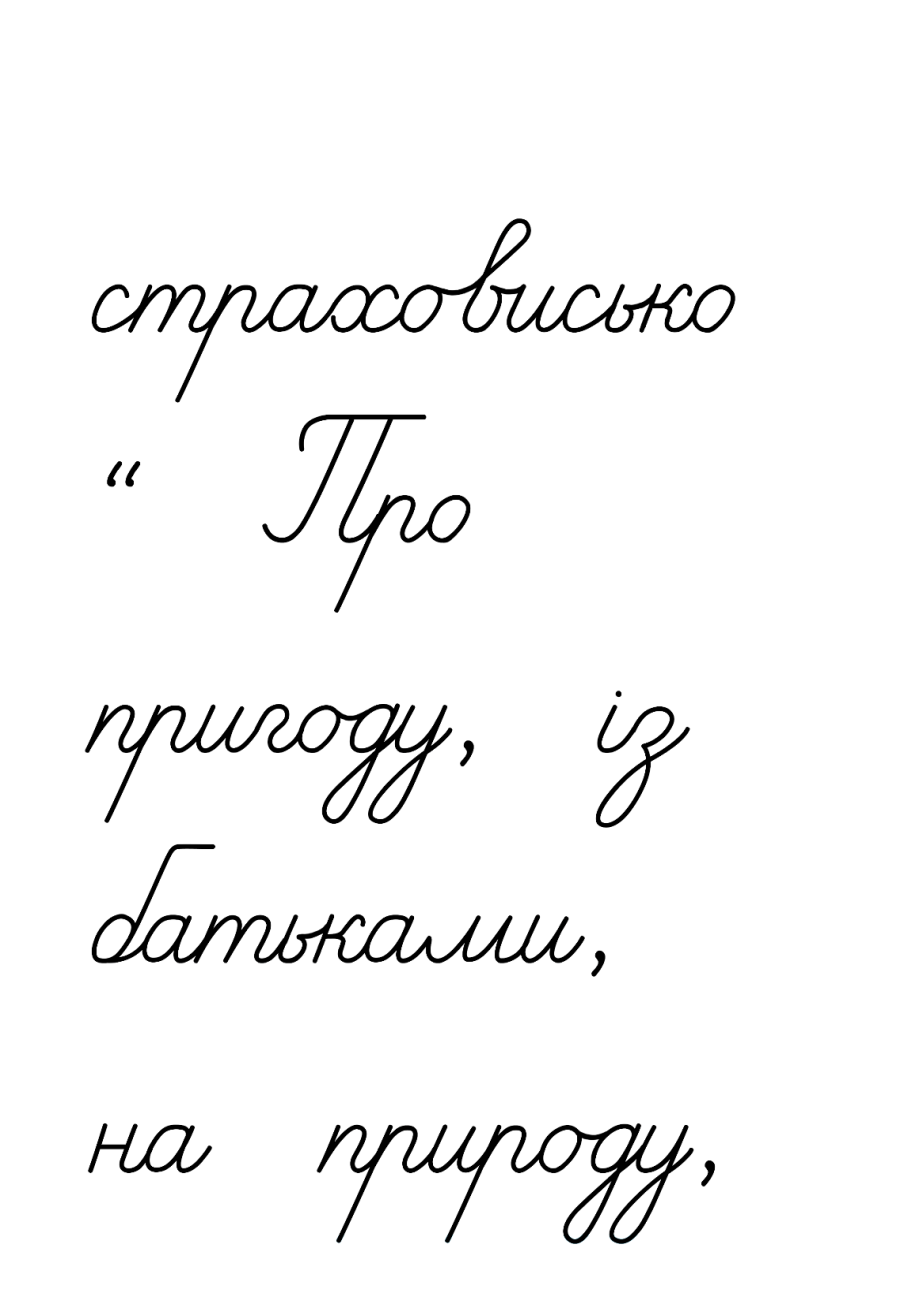 страховисько
“ Про
пригоду, із
батьками,
на природу,